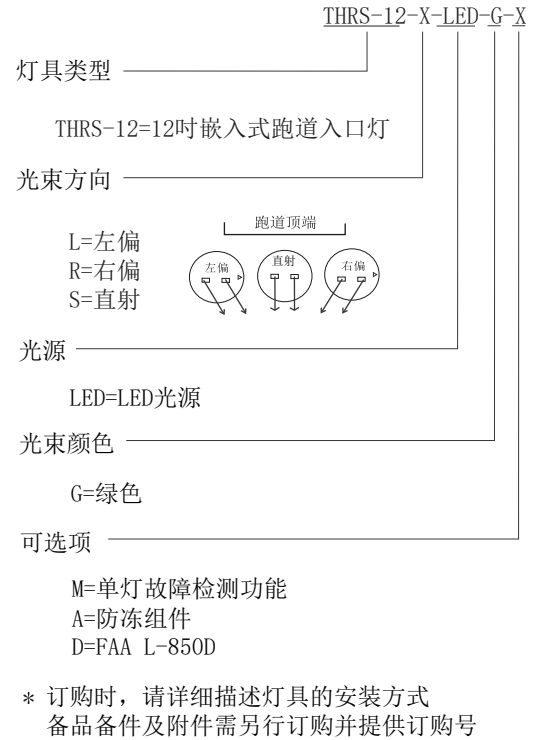 THRS-12-X-LED-G-X
灯具类型
THRS-12=12吋嵌入式跑道入口灯
光束方向
跑道顶端
L=左偏
R=右偏
S=直射
左偏
直射
右偏
光源
LED=LED光源
光束颜色
G=绿色
可选项
M=单灯故障检测功能
A=防冻组件
D=FAA L-850D
* 订购时，请详细描述灯具的安装方式
备品备件及附件需另行订购并提供订购号